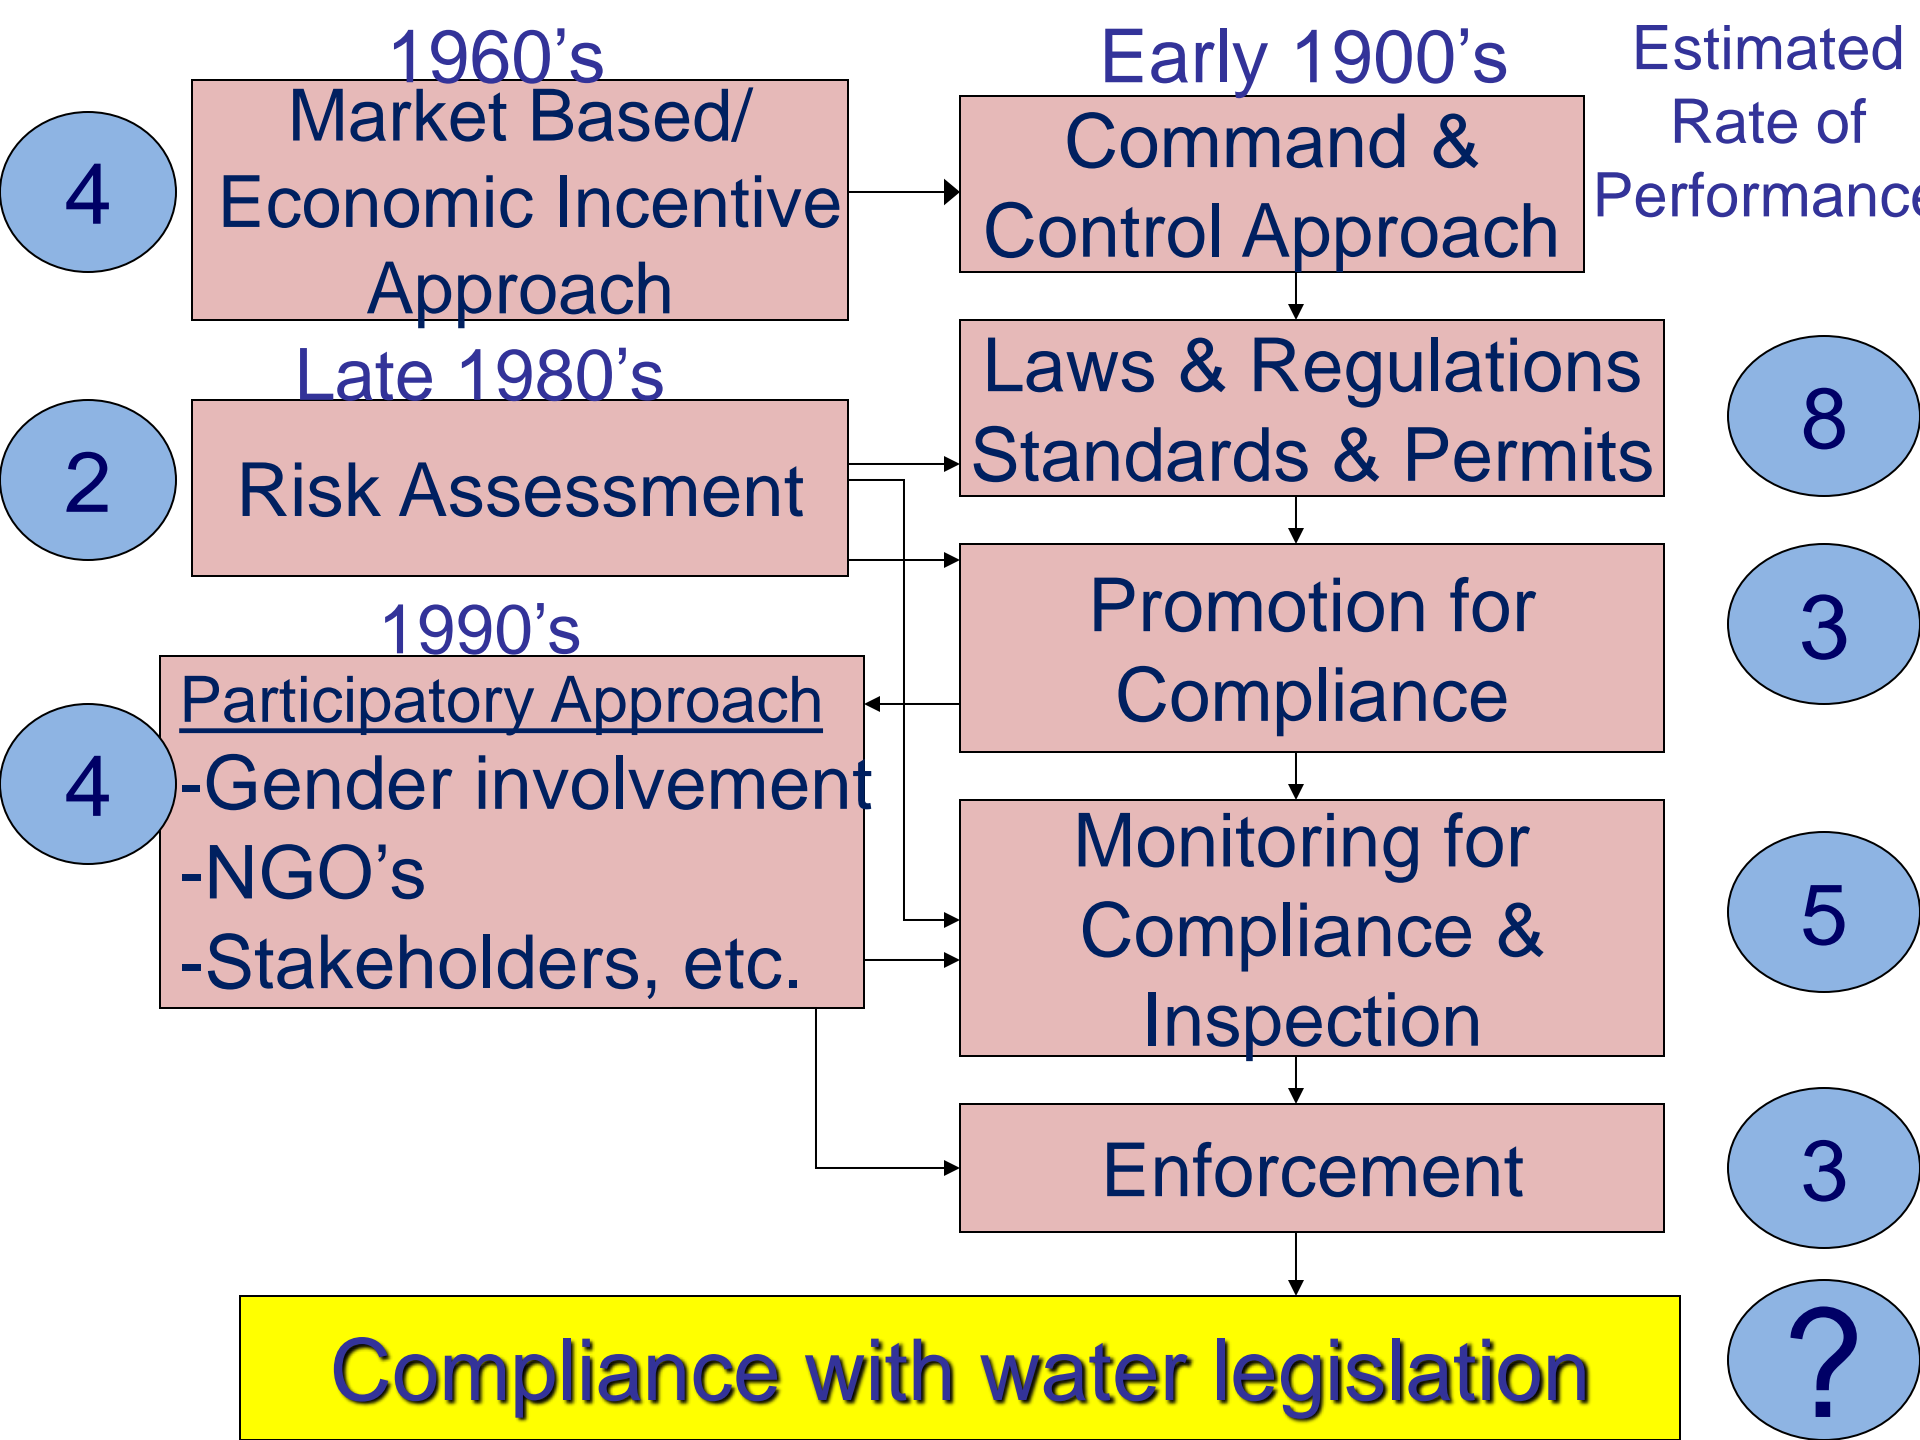 1960’s
Market Based/
Economic Incentive
Approach
4
Early 1900’s
Command &
Control Approach
Estimated
Rate of
Performance
Late 1980’s
Risk Assessment
2
Laws & Regulations
Standards & Permits
8
Promotion for
Compliance
3
1990’s
Participatory Approach
-Gender involvement
-NGO’s
-Stakeholders, etc.
4
Monitoring for
Compliance &
Inspection
5
Enforcement
3
Compliance with water legislation
?